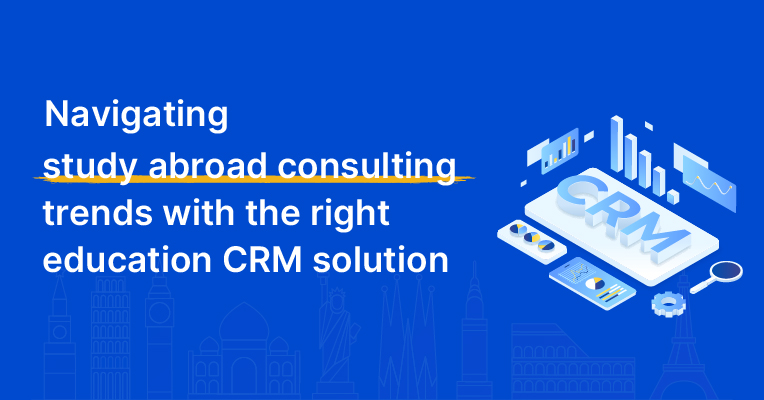 Navigating
study abroad consulting
trends with the right
education CRM solution
CRM